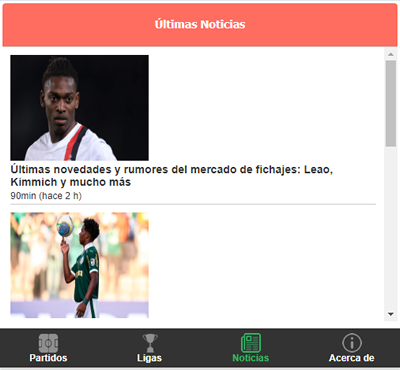 Últimas Noticias
Últimas novedades y rumores del mercado de fichajes: Leao,
Kimmich y mucho más
90min (hace 2 h)
Partidos
Ligas
Noticias
Acerca de